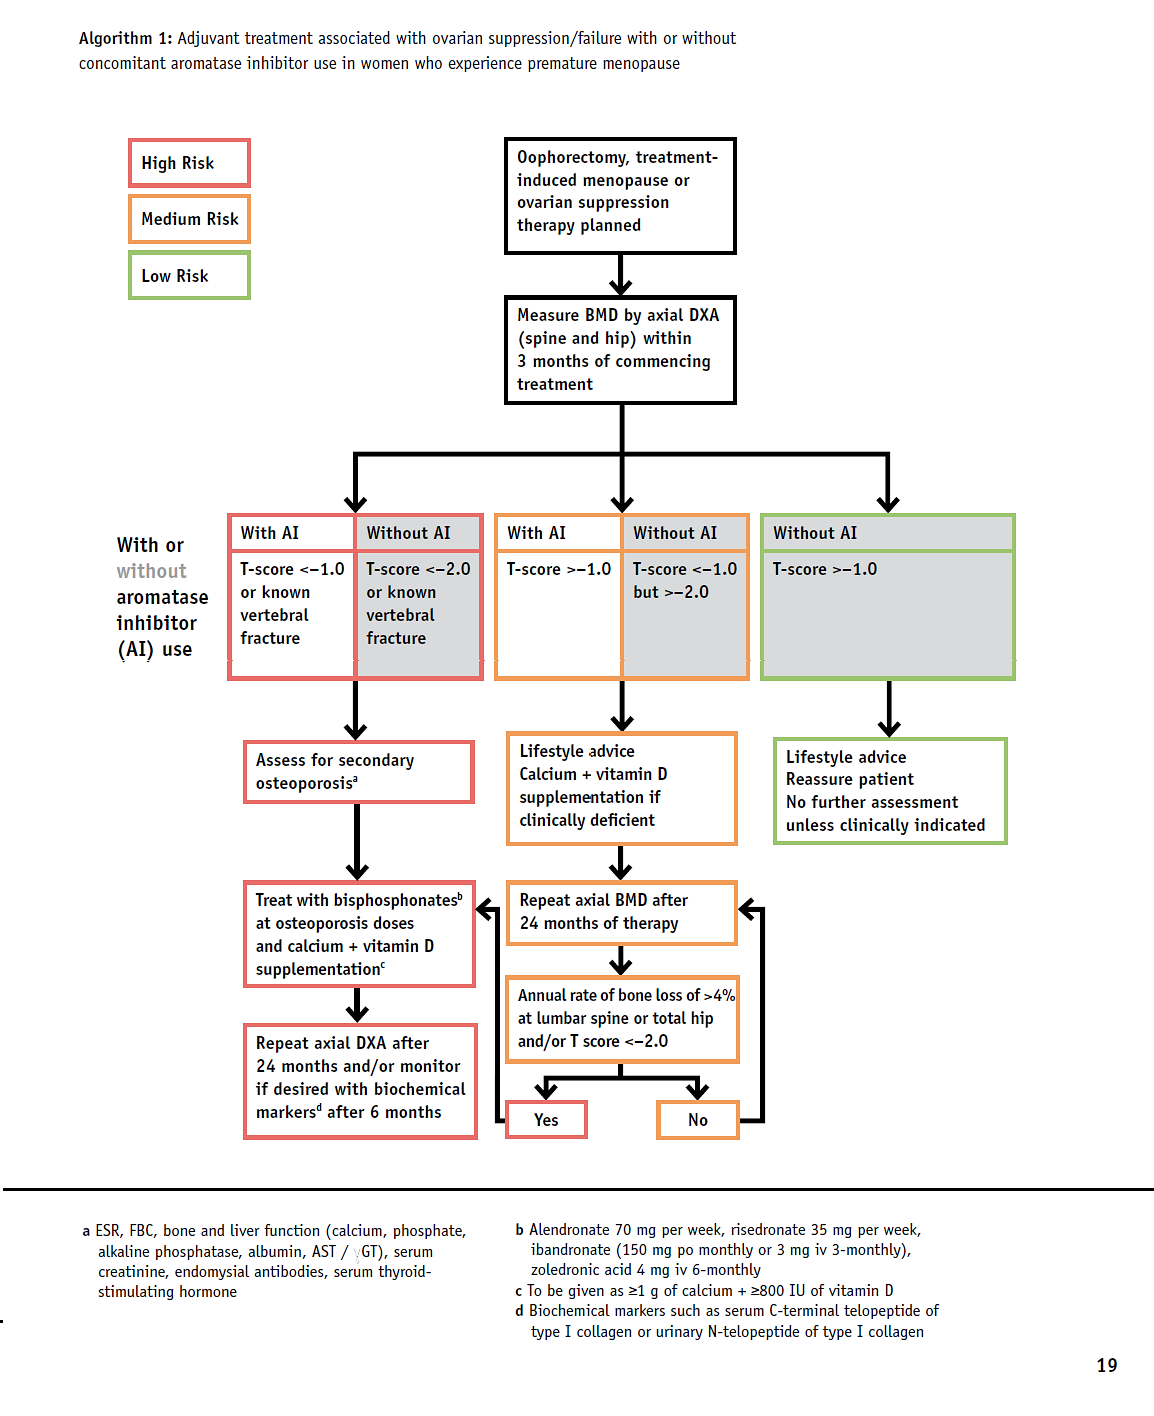 Algorithm 1: Adjuvant treatment associated with ovarian suppression/failure with or without
concomitant aromatase inhibitor use in women who experience premature menopause
High Risk
Medium Risk
Low Risk
Oophorectomy, treatment-
induced menopause or
ovarian suppression
therapy planned
Measure BMD by axial DXA
(spine and hip) within
3 months of commencing
treatment
With or
without
aromatase
inhibitor
(AI) use
With AI
T-score <–1.0
or known
vertebral
fracture
Without AI
T-score <–2.0
or known
vertebral
fracture
With AI
T-score >–1.0
Without AI
T-score <–1.0
but >–2.0
Without AI
T-score >–1.0
Assess for secondary
osteoporosisᵃ
Treat with bisphosphonatesᵇ
at osteoporosis doses
and calcium + vitamin D
supplementationᶜ
Repeat axial DXA after
24 months and/or monitor
if desired with biochemical
markersᵈ after 6 months
Lifestyle advice
Calcium + vitamin D
supplementation if
clinically deficient
Repeat axial BMD after
24 months of therapy
Annual rate of bone loss of >4%
at lumbar spine or total hip
and/or T score <–2.0
Yes
No
Lifestyle advice
Reassure patient
No further assessment
unless clinically indicated
a ESR, FBC, bone and liver function (calcium, phosphate,
alkaline phosphatase, albumin, AST / γGT), serum
creatinine, endomysial antibodies, serum thyroid-
stimulating hormone
b Alendronate 70 mg per week, risedronate 35 mg per week,
ibandronate (150 mg po monthly or 3 mg iv 3-monthly),
zoledronic acid 4 mg iv 6-monthly
c To be given as ≥1 g of calcium + ≥800 IU of vitamin D
d Biochemical markers such as serum C-terminal telopeptide of
type I collagen or urinary N-telopeptide of type I collagen
19